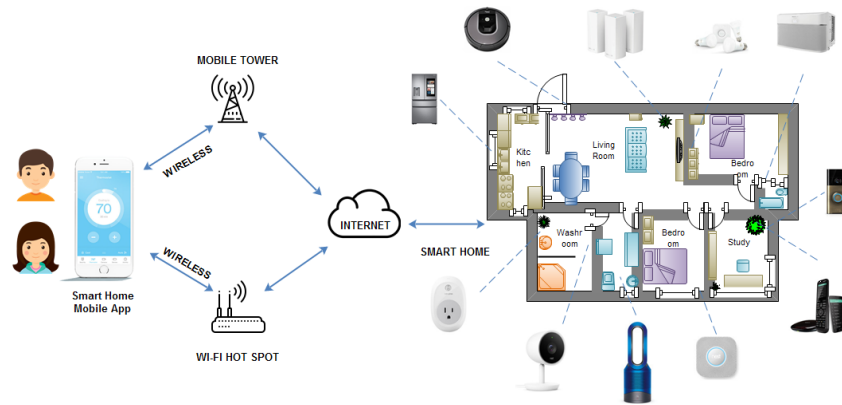 MOBILE TOWER
WIRELESS
70
Smart Home
Mobile App
WIRELESS
WI-FI HOT SPOT
INTERNET
SMART HOME
Kitc
hen
Living
Room
Bedro
om
Washr
oom
Bedro
om
Study